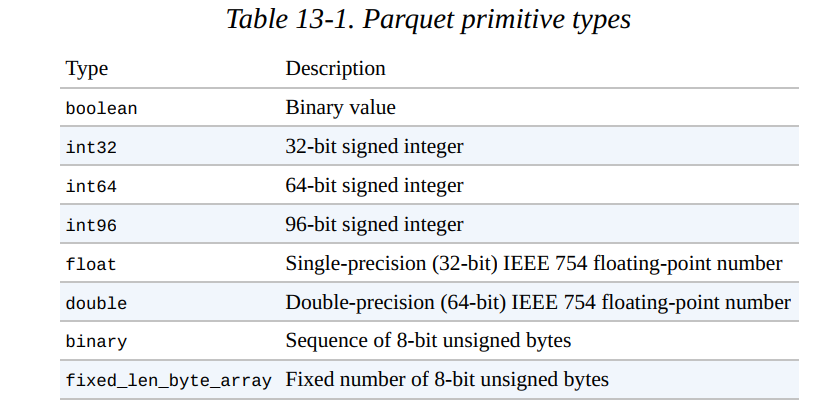 Table 13-1. Parquet primitive types
Type Description
boolean Binary value
int32 32-bit signed integer
int64 64-bit signed integer
int96 96-bit signed integer
float Single-precision (32-bit) IEEE 754 floating-point number
double Double-precision (64-bit) IEEE 754 floating-point number
binary Sequence of 8-bit unsigned bytes
fixed_len_byte_array Fixed number of 8-bit unsigned bytes